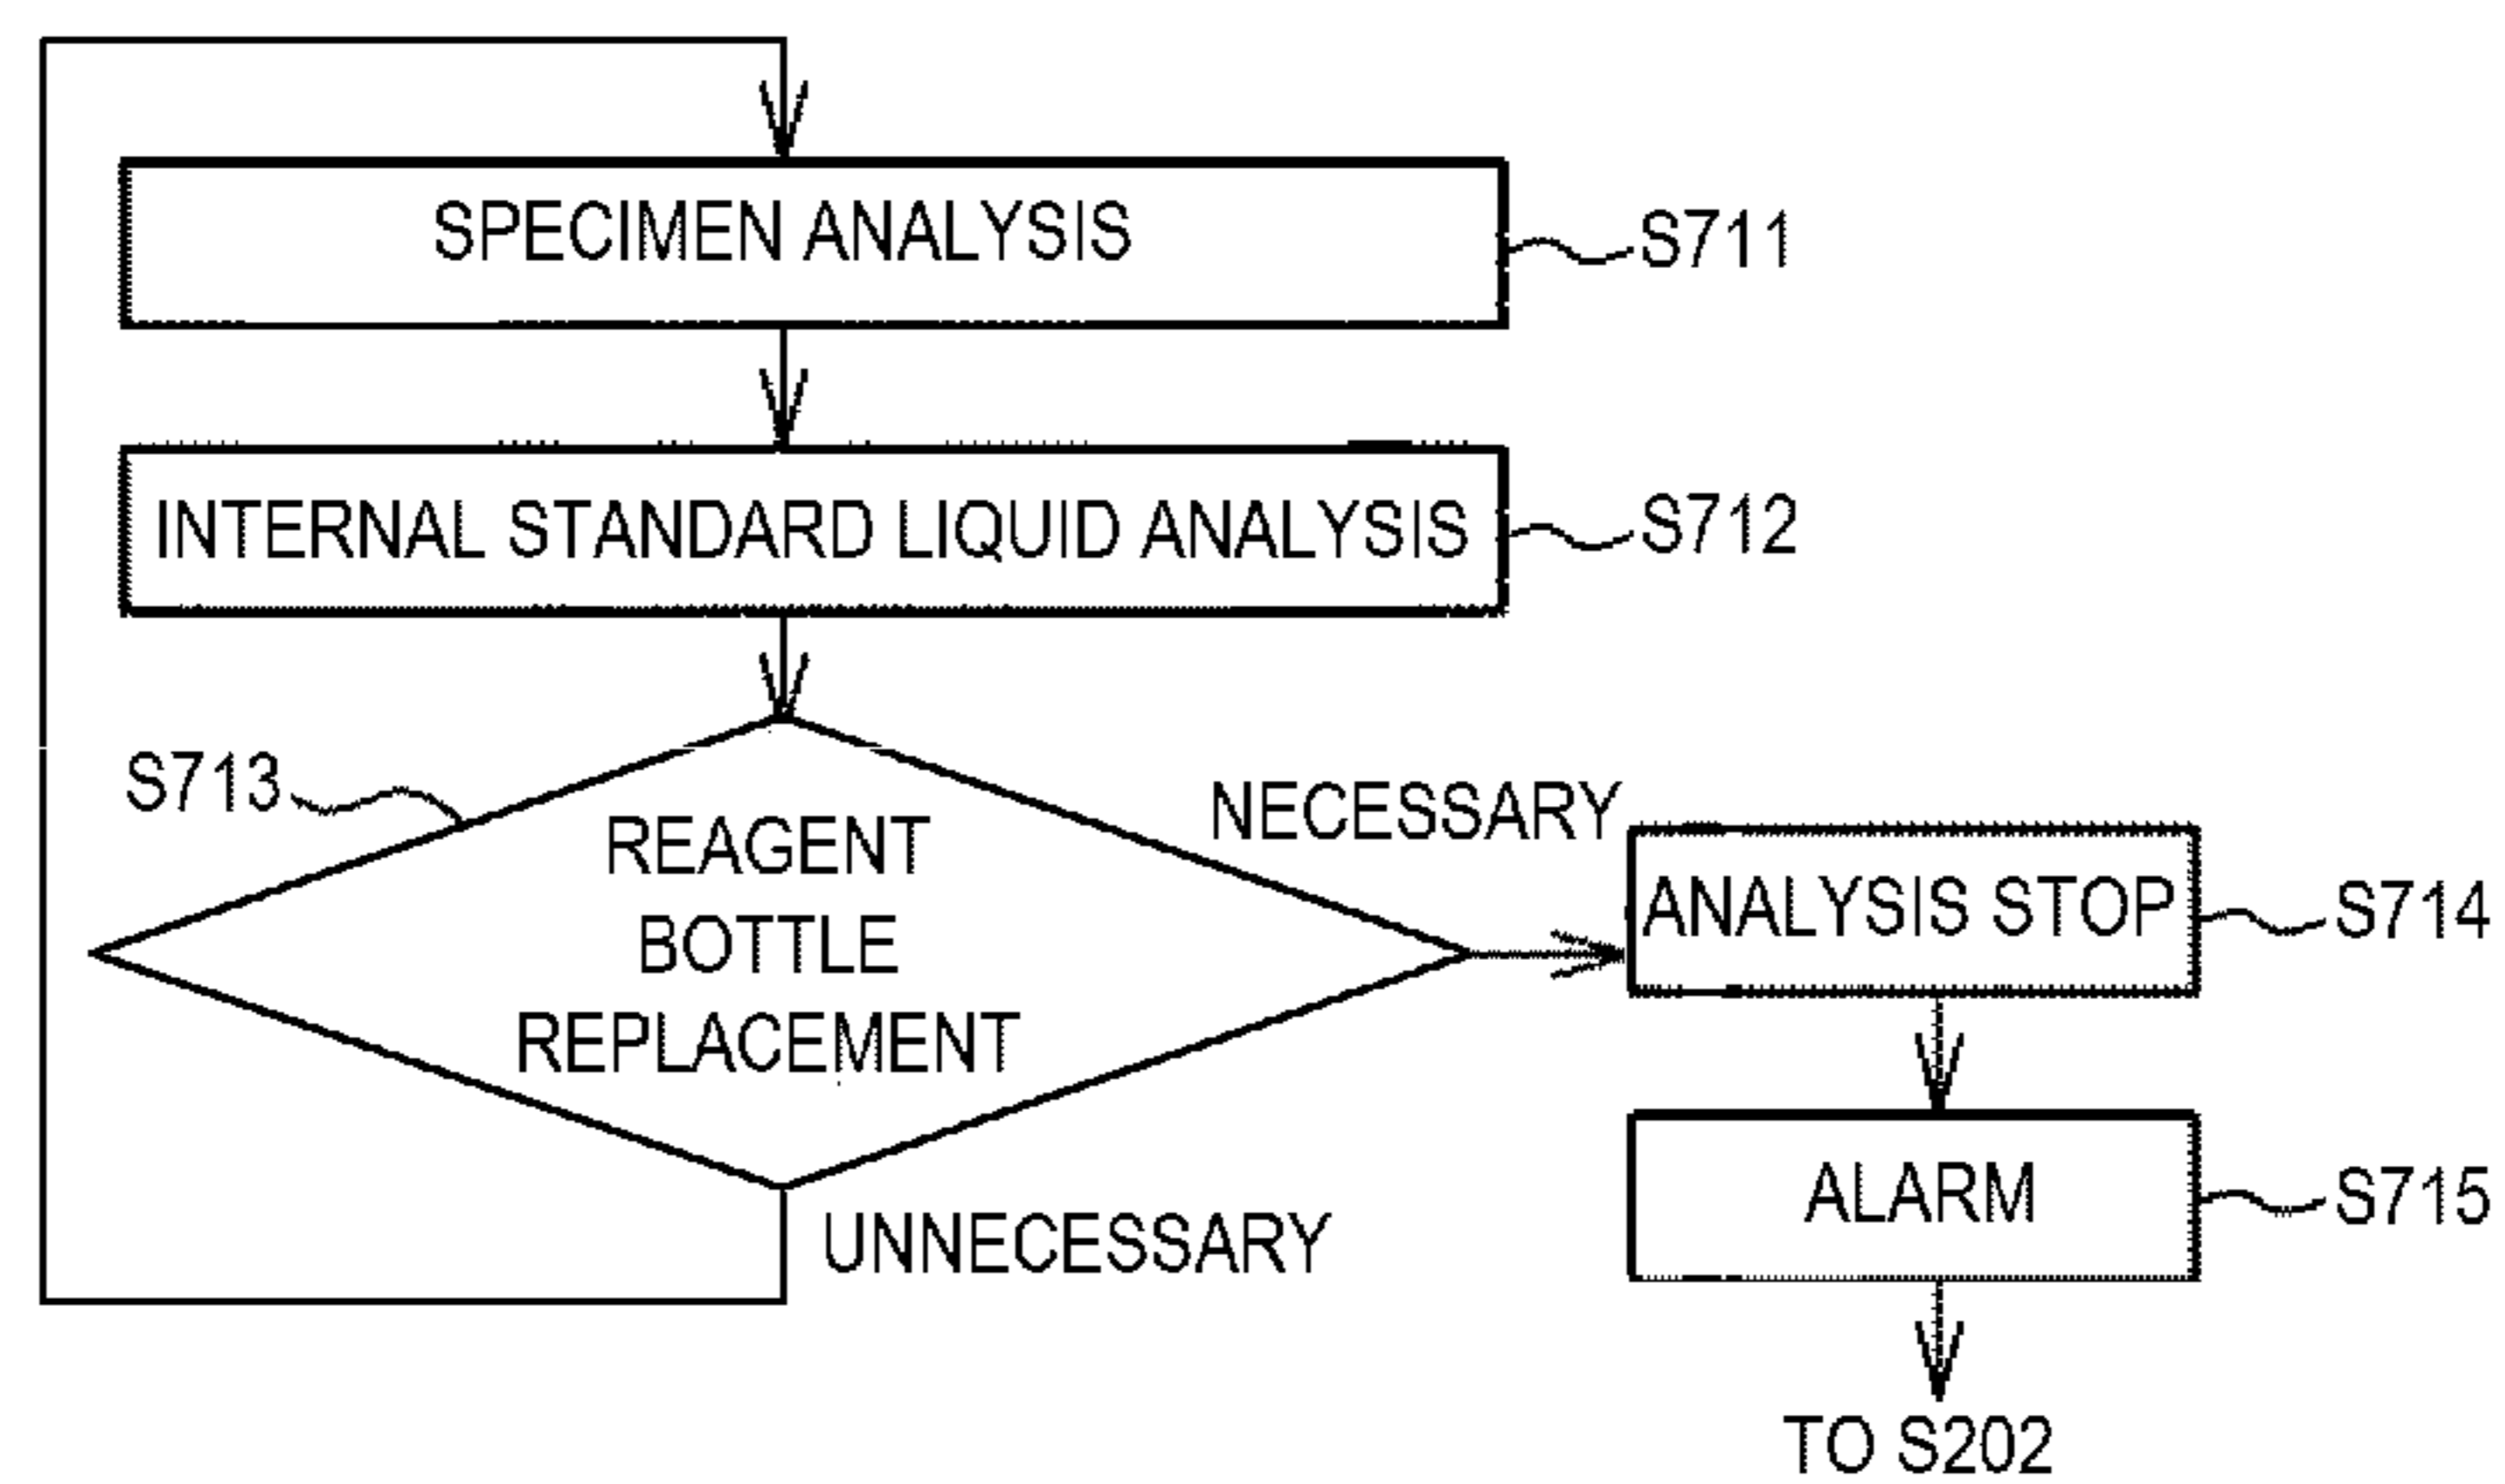 SPECIMEN ANALYSIS
S711
INTERNAL STANDARD LIQUID ANALYSIS
S712
S713
REAGENT
BOTTLE
REPLACEMENT
NECESSARY
ANALYSIS STOP
S714
UNNECESSARY
ALARM
S715
TO S202